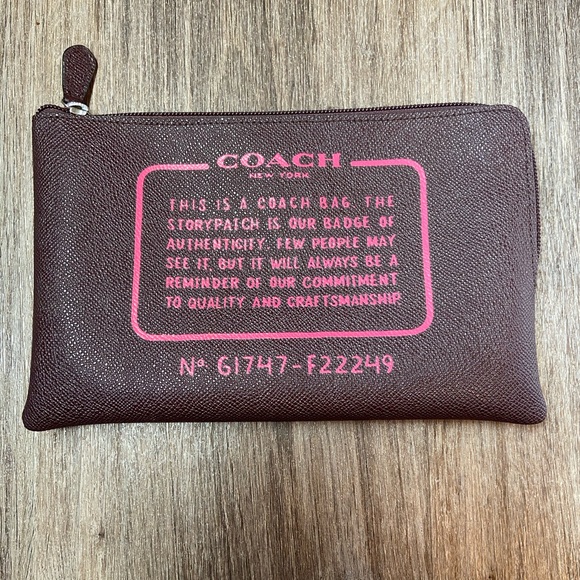 COACH
NEW YORK
THIS IS A COACH BAG. THE
STORYPATCH IS OUR BADGE OF
AUTHENTICITY. FEW PEOPLE MAY
SEE IT, BUT IT WILL ALWAYS BE A
REMINDER OF OUR COMMITMENT
TO QUALITY AND CRAFTSMANSHIP
Nº G1747-F22249